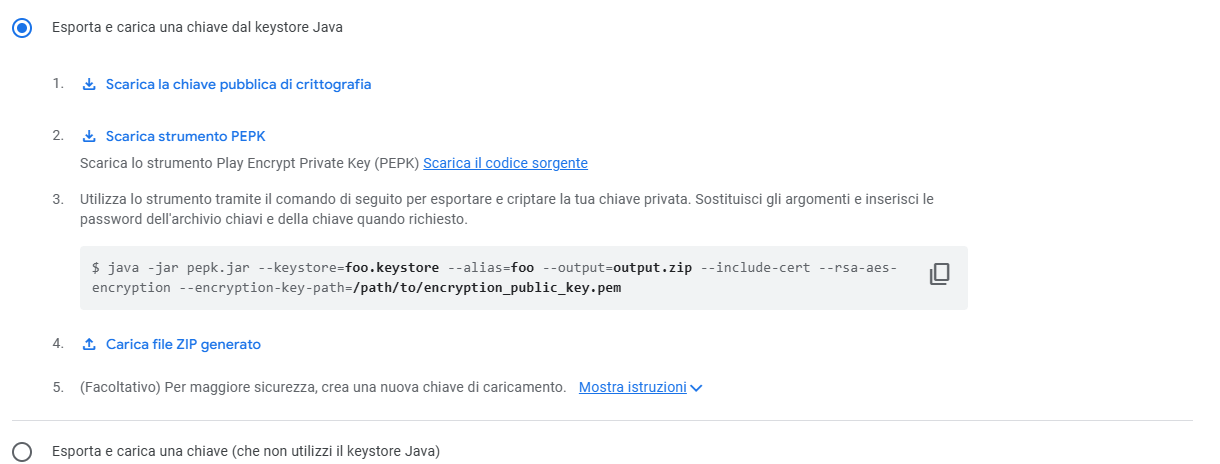 Esporta e carica una chiave dal keystore Java
1. Scarica la chiave pubblica di crittografia
2. Scarica strumento PEPK
Scarica lo strumento Play Encrypt Private Key (PEPK) Scarica il codice sorgente
3. Utilizza lo strumento tramite il comando di seguito per esportare e criptare la tua chiave privata. Sostituisci gli argomenti e inserisci le
password dell'archivio chiavi e della chiave quando richiesto.
$ java -jar pepk.jar --keystore=foo.keystore --alias=foo --output=output.zip --include-cert --rsa-aes-
encryption --encryption-key-path=/path/to/encryption_public_key.pem
4. Carica file ZIP generato
5. (Facoltativo) Per maggiore sicurezza, crea una nuova chiave di caricamento. Mostra istruzioni
Esporta e carica una chiave (che non utilizzi il keystore Java)